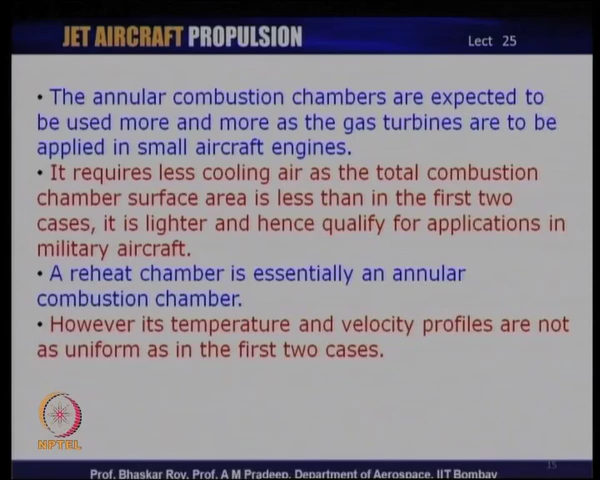 JET AIRCRAFT PROPULSION
Lect 25
• The annular combustion chambers are expected to
be used more and more as the gas turbines are to be
applied in small aircraft engines.
• It requires less cooling air as the total combustion
chamber surface area is less than in the first two
cases, it is lighter and hence qualify for applications in
military aircraft.
• A reheat chamber is essentially an annular
combustion chamber.
• However its temperature and velocity profiles are not
as uniform as in the first two cases.
NPTEL
15
Prof. Bhaskar Roy, Prof. A M Pradeep, Department of Aerospace, IIT Bombay